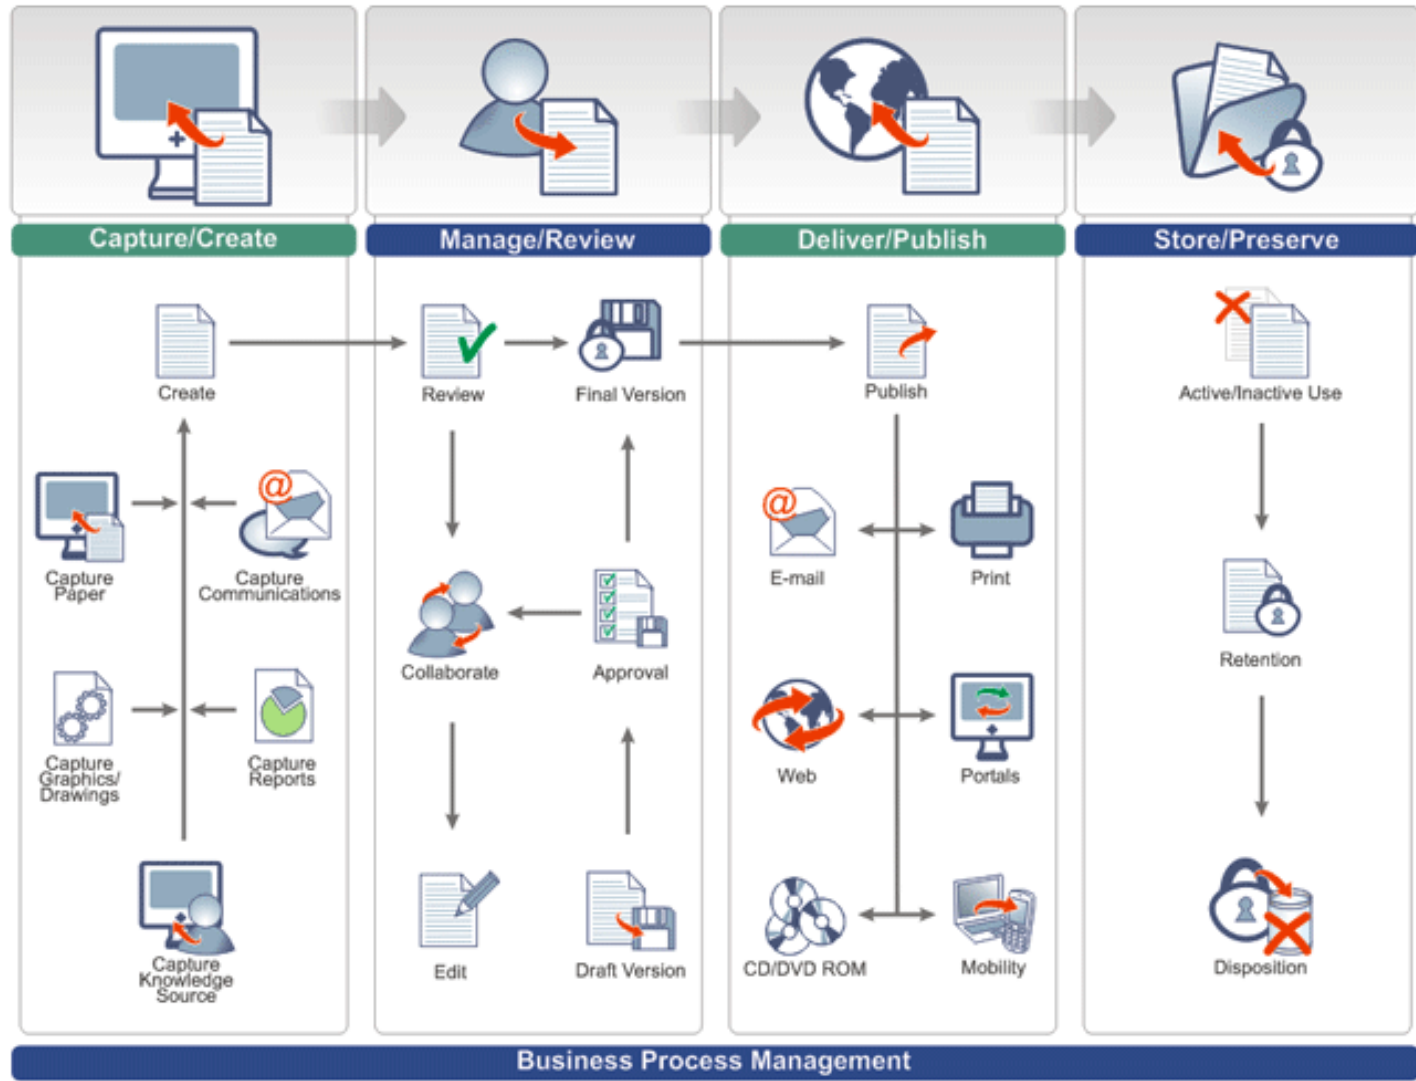 Capture/Create
Manage/Review
Deliver/Publish
Store/Preserve
Create
Capture
Paper
Capture
Communications
Capture
Graphics/
Drawings
Capture
Reports
Capture
Knowledge
Source
Review
Final Version
Collaborate
Approval
Edit
Draft Version
Publish
@
@
E-mail
Print
Web
Portals
CD/DVD ROM
Mobility
Active/Inactive Use
Retention
Disposition
Business Process Management